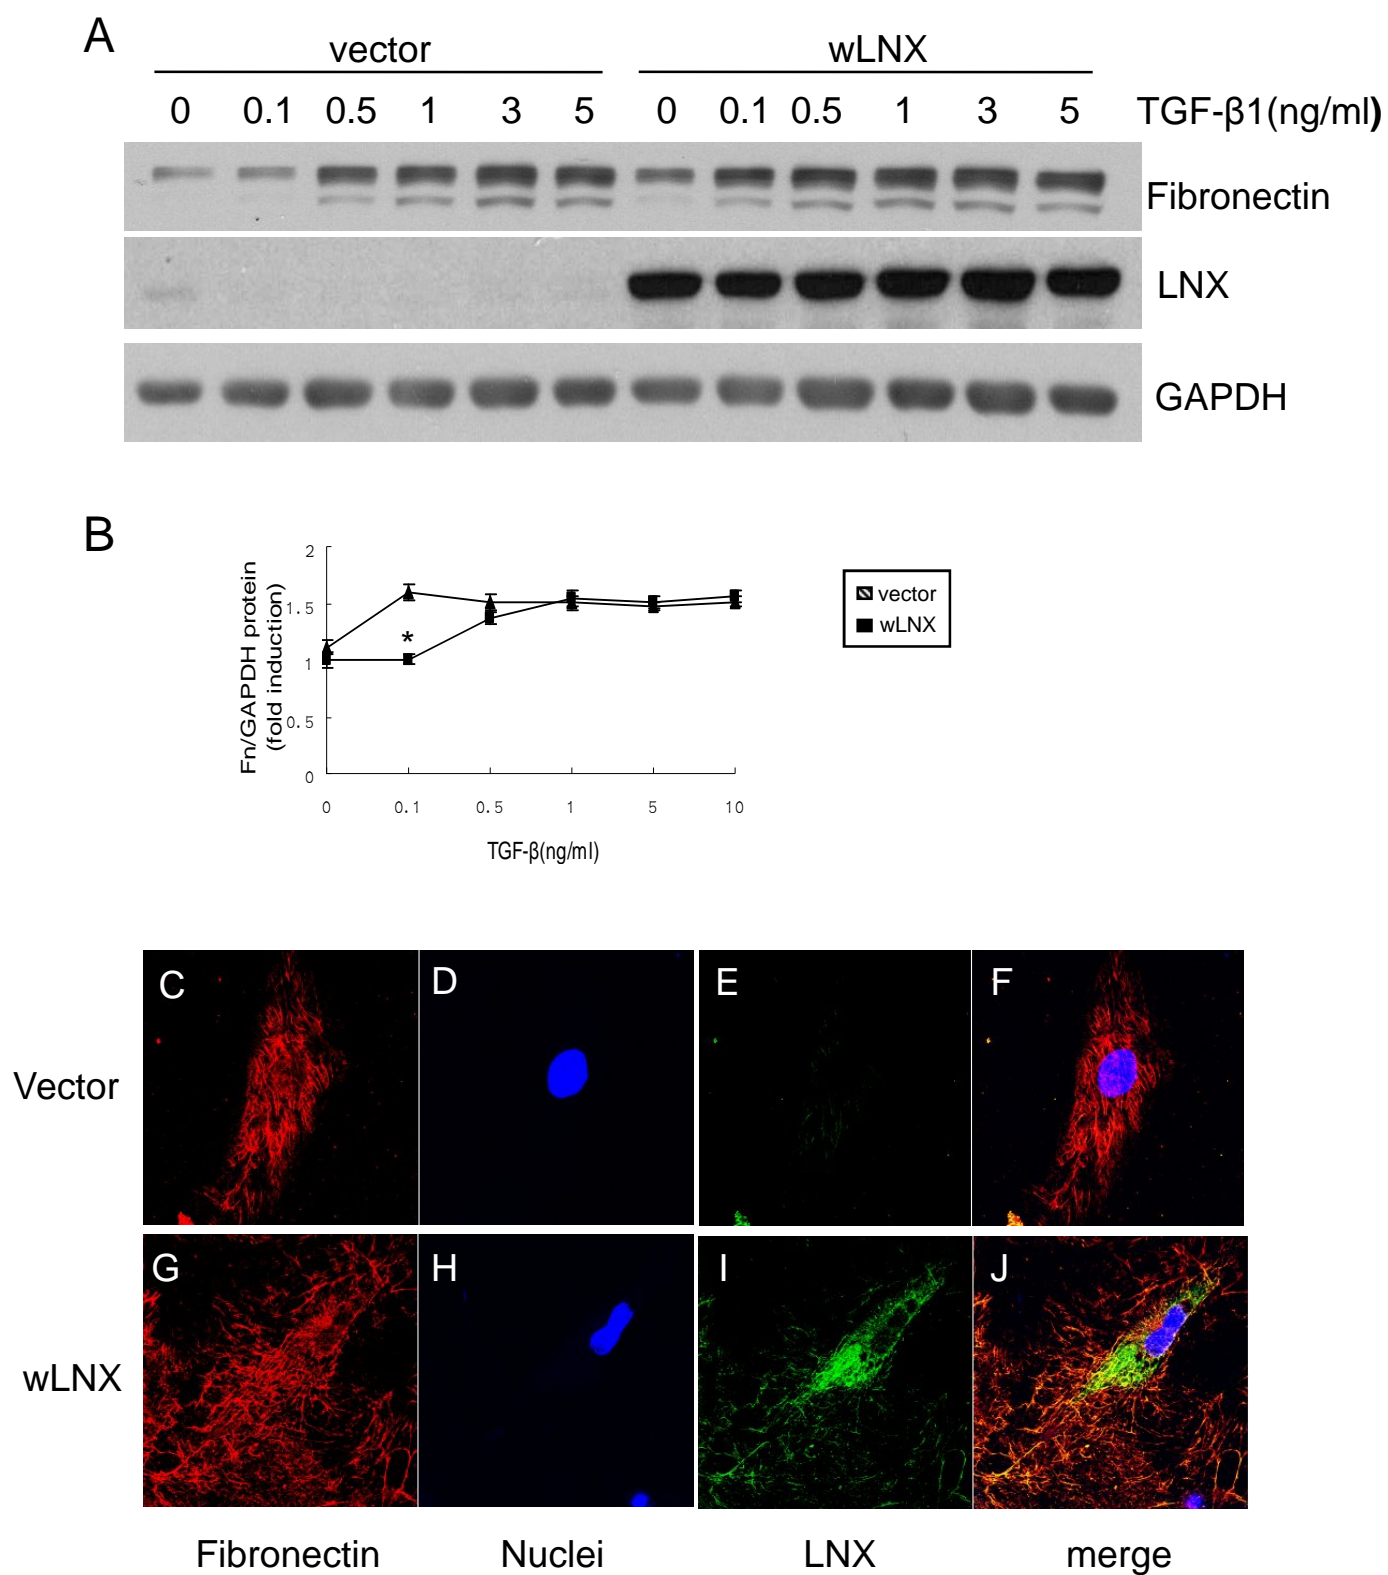 A
vector wLNX
0 0.1 0.5 1 3 5 0 0.1 0.5 1 3 5 TGF-β1(ng/ml)
Fibronectin
LNX
GAPDH
B
Fn/GAPDH protein
(fold induction)
2
1.5
1
0.5
0
*
0 0.1 0.5 1 5 10
TGF-β(ng/ml)
vector
wLNX
C D E F
Vector
G H I J
wLNX
Fibronectin Nuclei LNX merge